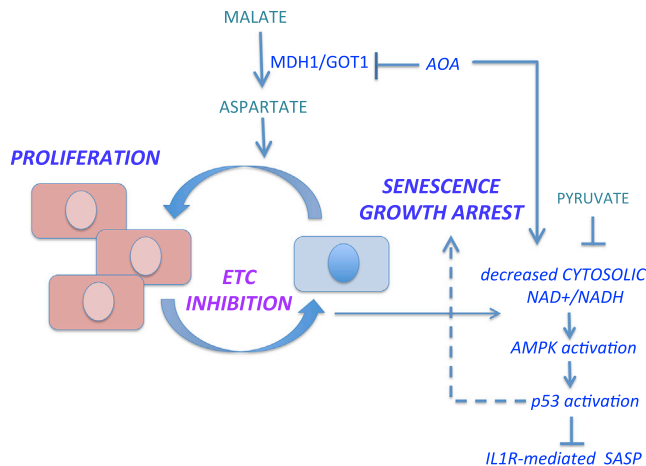 MALATE
MDH1/GOT1
AOA
ASPARTATE
PROLIFERATION
SENESCENCE
GROWTH ARREST
PYRUVATE
ETC
INHIBITION
decreased CYTOSOLIC
NAD+/NADH
AMPK activation
p53 activation
IL1R-mediated SASP